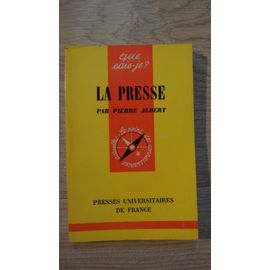 que
sais-je?
LA PRESSE
PAR PIERRE ALBERT
PRESSES UNIVERSITAIRES
DE FRANCE